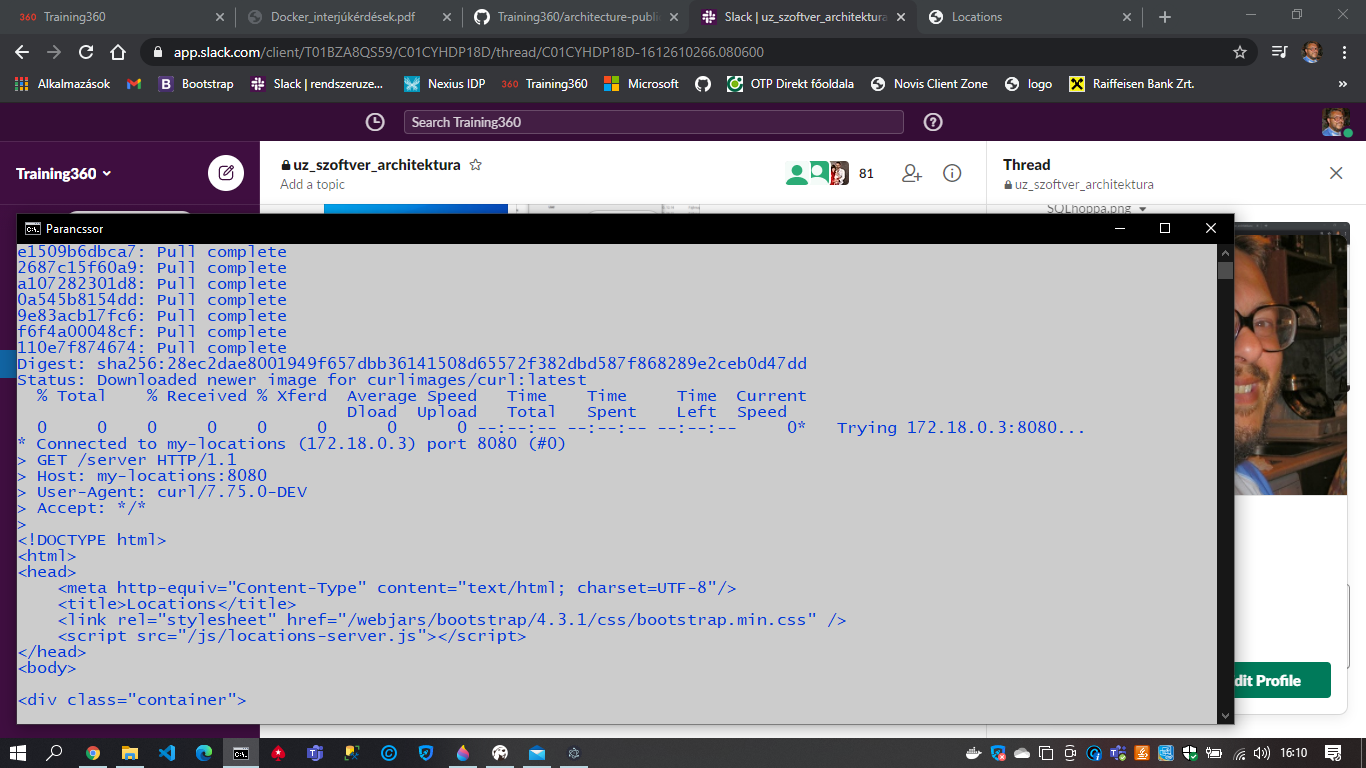 360 Training360
Docker_interjúkérdések.pdf
Training360/architecture-public
Slack | uz_szoftver_architektura
Locations
app.slack.com/client/T01BZA8QS59/C01CYHDP18D/thread/C01CYHDP18D-1612610266.080600
Alkalmazások
Bootstrap
Slack | rendszeruze...
Nexius IDP
360 Training360
Microsoft
OTP Direkt főoldala
Novis Client Zone
logo
Raiffeisen Bank Zrt.
»
Search Training360
Training360
uz_szoftver_architektura
Add a topic
81
Thread
uz_szoftver_architektura
SQLhoppa.png
Parancssor
e1509b6dbca7: Pull complete
2687c15f60a9: Pull complete
a107282301d8: Pull complete
0a545b8154dd: Pull complete
9e83acb17fc6: Pull complete
f6f4a00048cf: Pull complete
110e7f874674: Pull complete
Digest: sha256:28ec2dae8001949f657dbb36141508d65572f382dbd587f868289e2ceb0d47dd
Status: Downloaded newer image for curlimages/curl:latest
% Total % Received % Xferd Average Speed Time Time Time Current
Dload Upload Total Spent Left Speed
0 0 0 0 0 0 0 0 --:--:-- --:--:-- --:--:-- 0* Trying 172.18.0.3:8080...
* Connected to my-locations (172.18.0.3) port 8080 (#0)
> GET /server HTTP/1.1
> Host: my-locations:8080
> User-Agent: curl/7.75.0-DEV
> Accept: */*
>
<!DOCTYPE html>
<html>
<head>
<meta http-equiv="Content-Type" content="text/html; charset=UTF-8"/>
<title>Locations</title>
<link rel="stylesheet" href="/webjars/bootstrap/4.3.1/css/bootstrap.min.css" />
<script src="/js/locations-server.js"></script>
</head>
<body>
<div class="container">
dit Profile
16:10